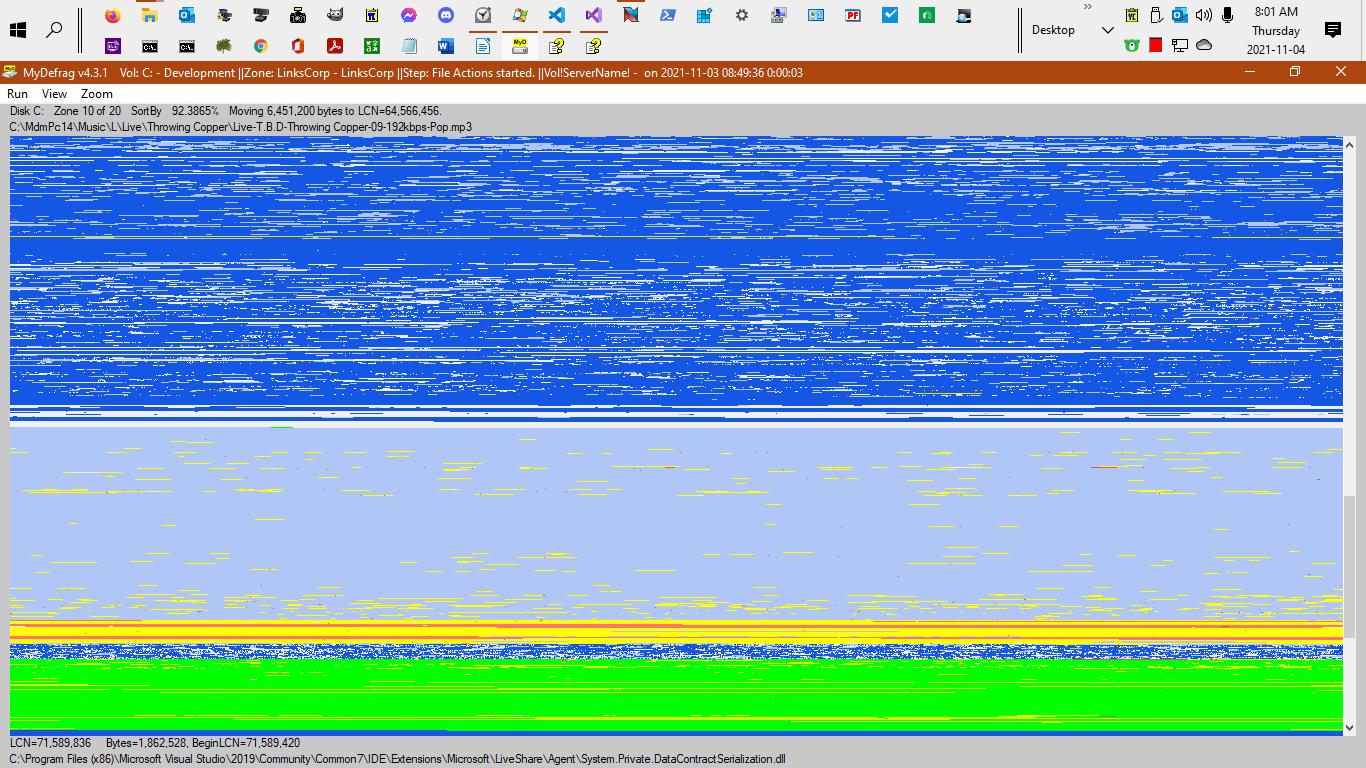 8:01 AM
Desktop
Thursday
2021-11-04
MyDefrag v4.3.1 Vol: C: - Development ||Zone: LinksCorp - LinksCorp ||Step: File Actions started. ||Vol!ServerName! - on 2021-11-03 08:49:36 0:00:03
Run View Zoom
Disk C: Zone 10 of 20 SortBy 92.3865% Moving 6,451,200 bytes to LCN=64,566,456.
C:\MdmPc14\Music\L\Live\Throwing Copper\Live-T.B.D-Throwing Copper-09-192kbps-Pop.mp3
LCN=71,589,836 Bytes=1,862,528, BeginLCN=71,589,420
C:\Program Files (x86)\Microsoft Visual Studio\2019\Community\Common7\IDE\Extensions\Microsoft\LiveShare\Agent\System.Private.DataContractSerialization.dll